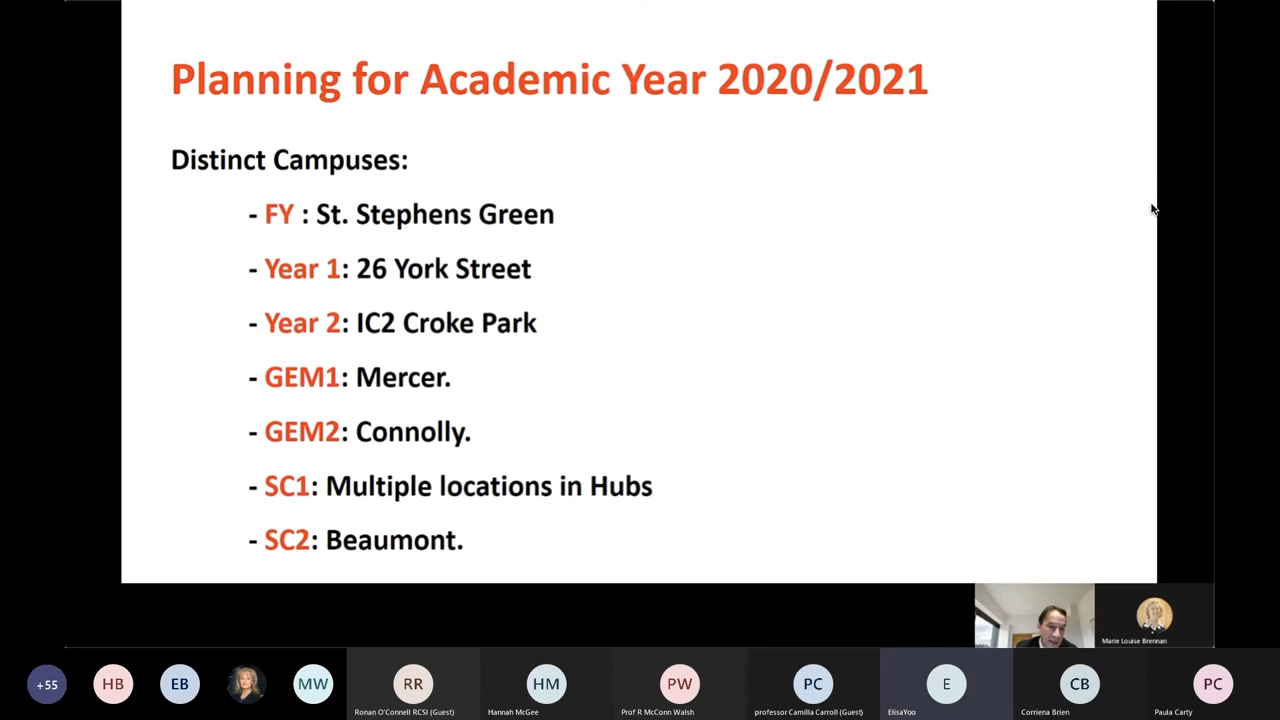 Planning for Academic Year 2020/2021
Distinct Campuses:
- FY : St. Stephens Green
- Year 1: 26 York Street
- Year 2: IC2 Croke Park
- GEM1: Mercer.
- GEM2: Connolly.
- SC1: Multiple locations in Hubs
- SC2: Beaumont.
Marie Louise Brennan
+55
HB
EB
MW
RR
HM
PW
PC
E
CB
PC
Ronan O'Connell RCSI (Guest)
Hannah McGee
Prof R McConn Walsh
professor Camilla Carroll (Guest)
ElisaYoo
Corriena Brien
Paula Carty